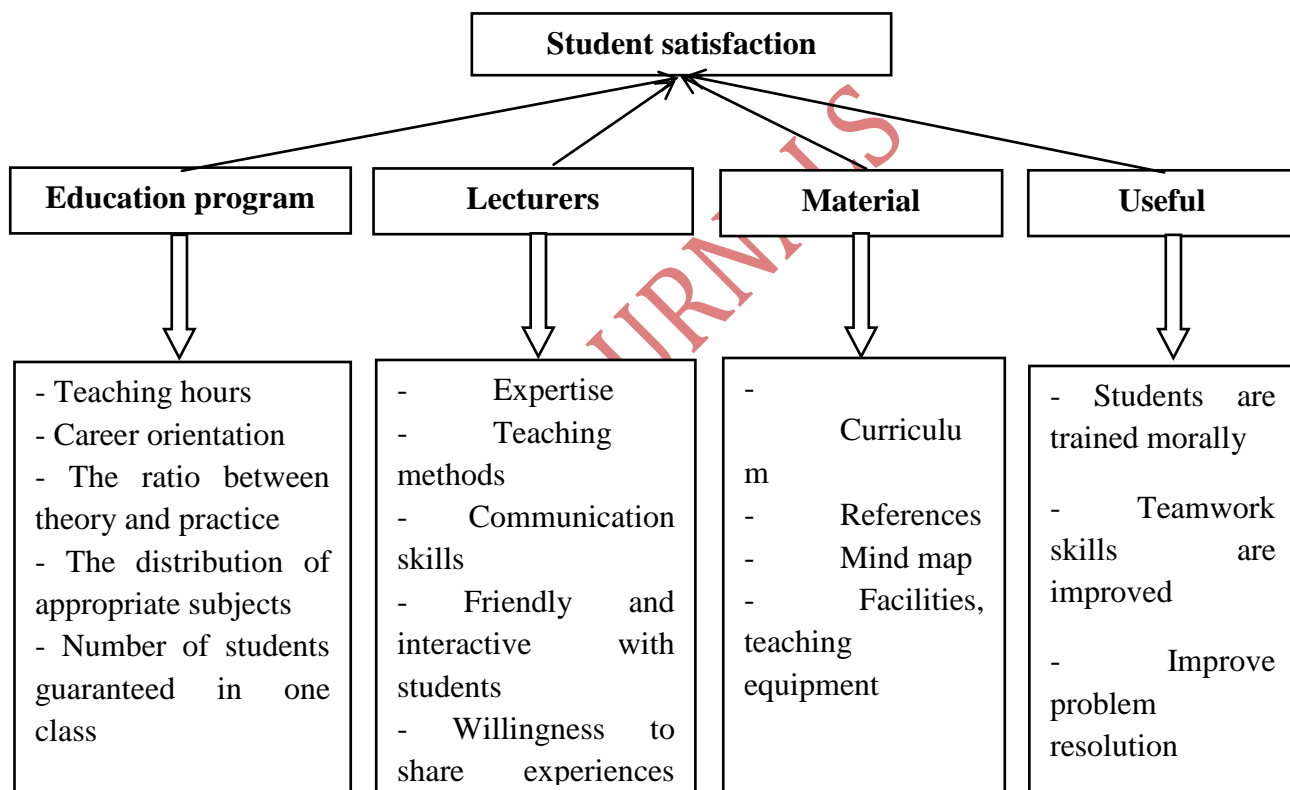 Student satisfaction
Education program
Lecturers
Material
Useful
URNALS
- Teaching hours
- Career orientation
- The ratio between
theory and practice
- The distribution of
appropriate subjects
- Number of students
guaranteed in one
class
- Expertise
- Teaching
methods
- Communication
skills
- Friendly and
interactive with
students
- Willingness to
share experiences
-
Curriculu
m
- References
- Mind map
- Facilities,
teaching
equipment
- Students are
trained morally
- Teamwork
skills are
improved
- Improve
problem
resolution